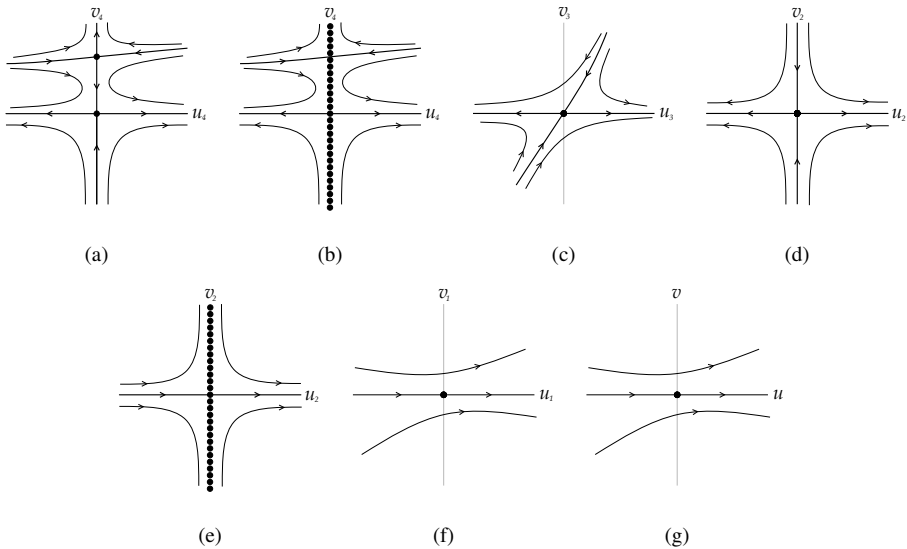 v₄ v₄ v₃ v₂
u₄ u₄ u₃ u₂
(a) (b) (c) (d)
v₂ v₁ v
u₂ u₁ u
(e) (f) (g)